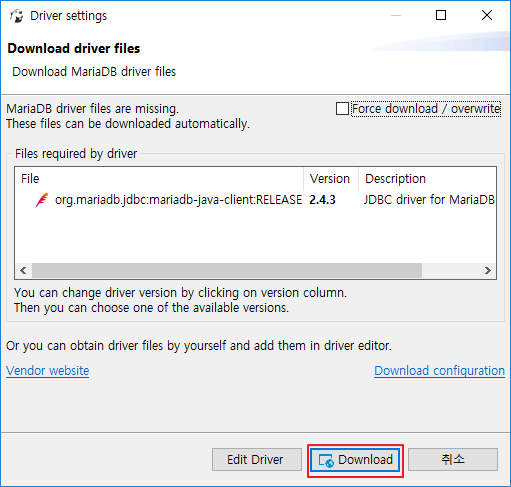 Driver settings
Download driver files
Download MariaDB driver files
MariaDB driver files are missing.
These files can be downloaded automatically.
Force download / overwrite
Files required by driver
File Version Description
org.mariadb.jdbc:mariadb-java-client:RELEASE 2.4.3 JDBC driver for MariaDB
You can change driver version by clicking on version column.
Then you can choose one of the available versions.
Or you can obtain driver files by yourself and add them in driver editor.
Vendor website Download configuration
Edit Driver Download 취소